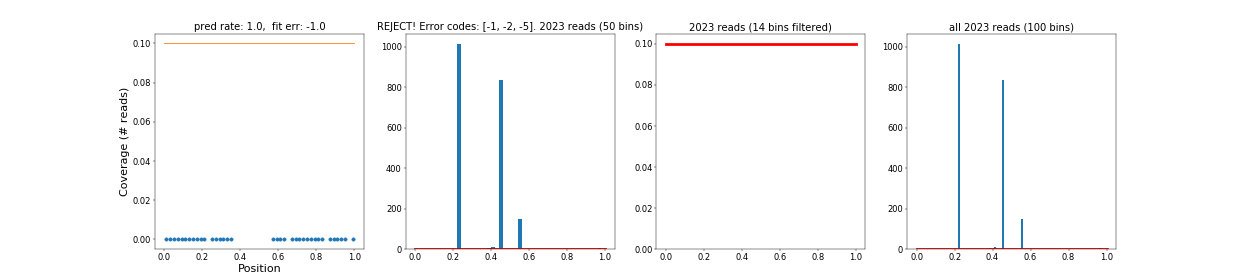 pred rate: 1.0,  fit err: -1.0
REJECT! Error codes: [-1, -2, -5]. 2023 reads (50 bins)
2023 reads (14 bins filtered)
all 2023 reads (100 bins)
Coverage (# reads)
0.10
0.08
0.06
0.04
0.02
0.00
0.0 0.2 0.4 0.6 0.8 1.0
Position
1000
800
600
400
200
0
0.0 0.2 0.4 0.6 0.8 1.0
0.10
0.08
0.06
0.04
0.02
0.00
0.0 0.2 0.4 0.6 0.8 1.0
1000
800
600
400
200
0
0.0 0.2 0.4 0.6 0.8 1.0